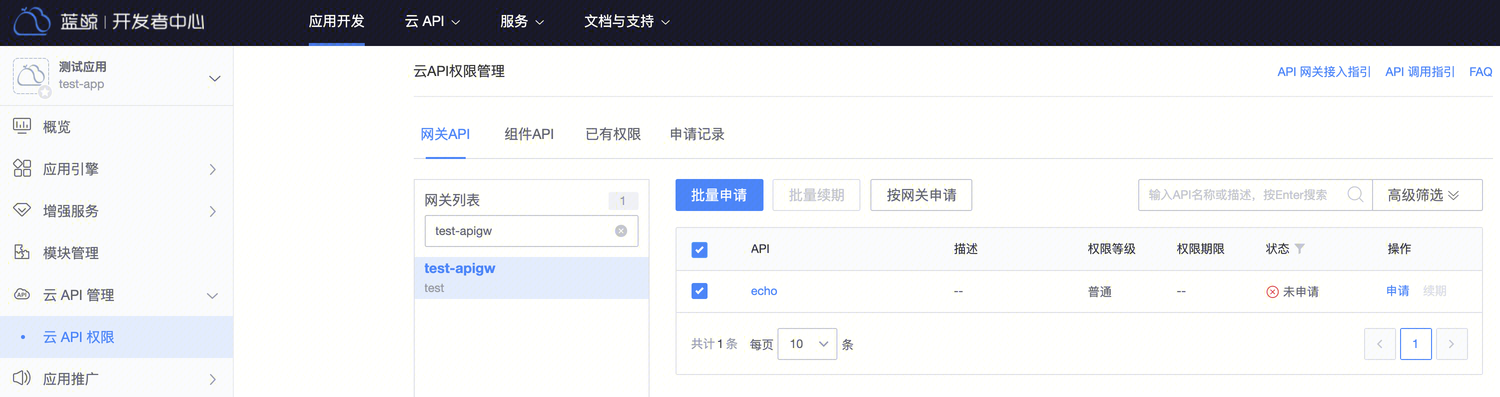 蓝鲸 | 开发者中心 应用开发 云 API 服务 文档与支持
测试应用
test-app
概览
应用引擎
增强服务
模块管理
云 API 管理
云 API 权限
应用推广
云API权限管理 API 网关接入指引 API 调用指引 FAQ
网关API 组件API 已有权限 申请记录
网关列表 1
test-apigw
test-apigw
test
批量申请 批量续期 按网关申请 输入API名称或描述，按Enter搜索 高级筛选
API 描述 权限等级 权限期限 状态 操作
echo -- 普通 -- 未申请 申请 续期
共计 1 条 每页 10 条 1